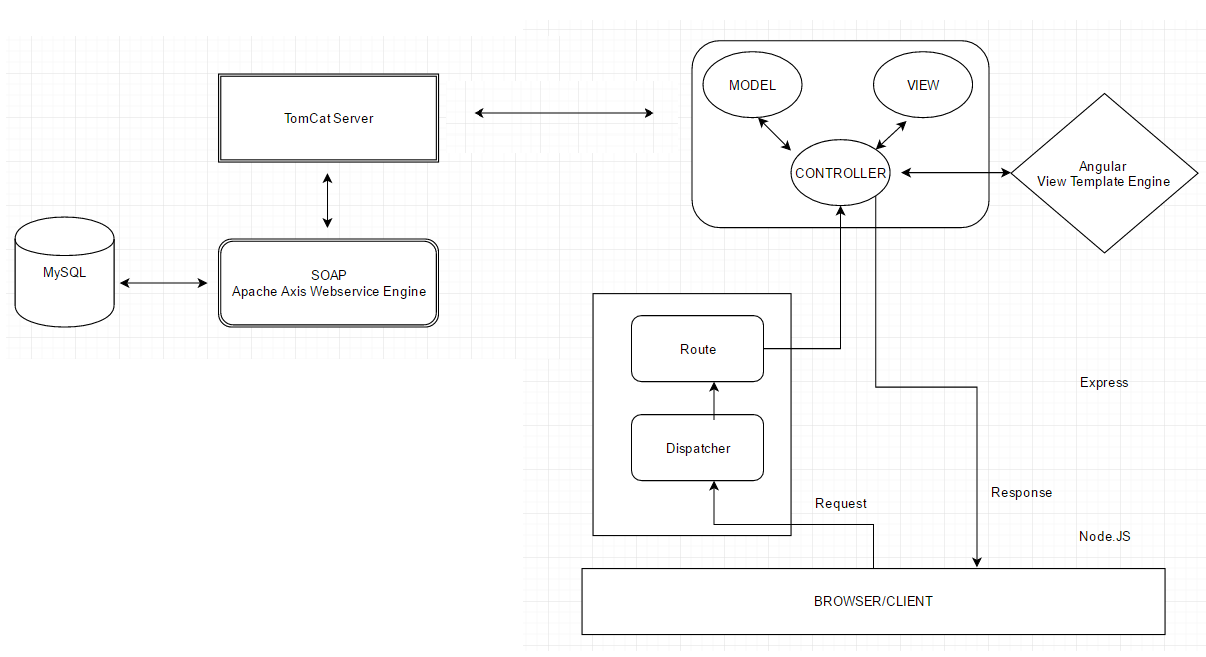 TomCat Server
MODEL
VIEW
CONTROLLER
Angular
View Template Engine
MySQL
SOAP
Apache Axis Webservice Engine
Route
Express
Dispatcher
Request
Response
Node.JS
BROWSER/CLIENT